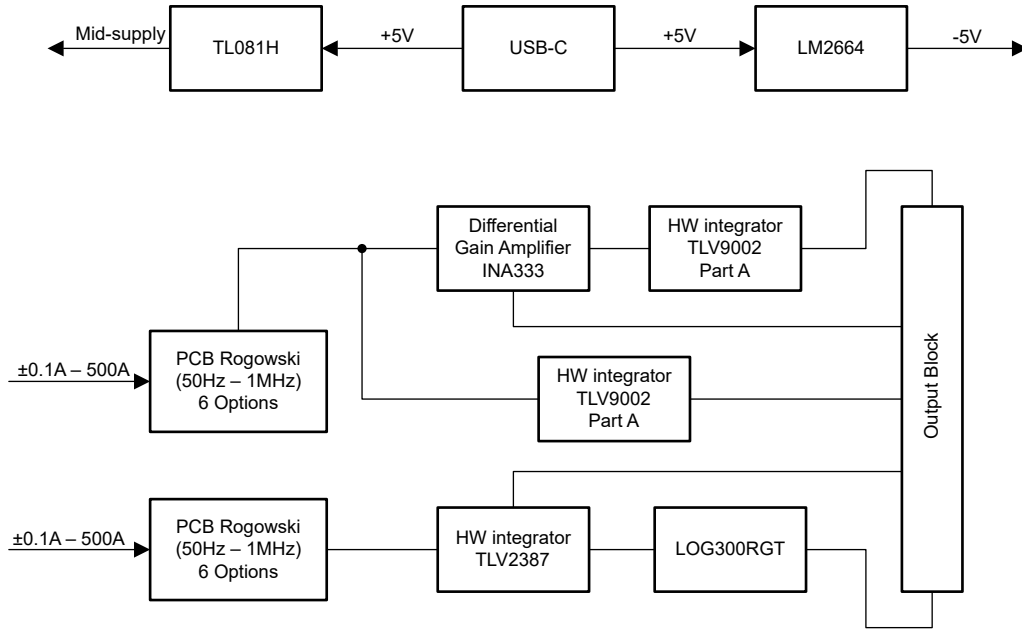 Mid-supply
TL081H
+5V
USB-C
+5V
LM2664
-5V
Differential
Gain Amplifier
INA333
HW integrator
TLV9002
Part A
±0.1A – 500A
PCB Rogowski
(50Hz – 1MHz)
6 Options
HW integrator
TLV9002
Part A
Output Block
±0.1A – 500A
PCB Rogowski
(50Hz – 1MHz)
6 Options
HW integrator
TLV2387
LOG300RGT